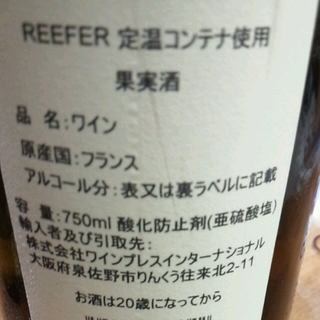 REEFER 定温コンテナ使用
果実酒
品 名:ワイン
原産国:フランス
アルコール分:表又は裏ラベルに記載
容 量:750ml 酸化防止剤(亜硫酸塩)
輸入者及び引取先:
株式会社ワインプレスインターナショナル
大阪府泉佐野市りんくう往来北2-11
お酒は20歳になってから